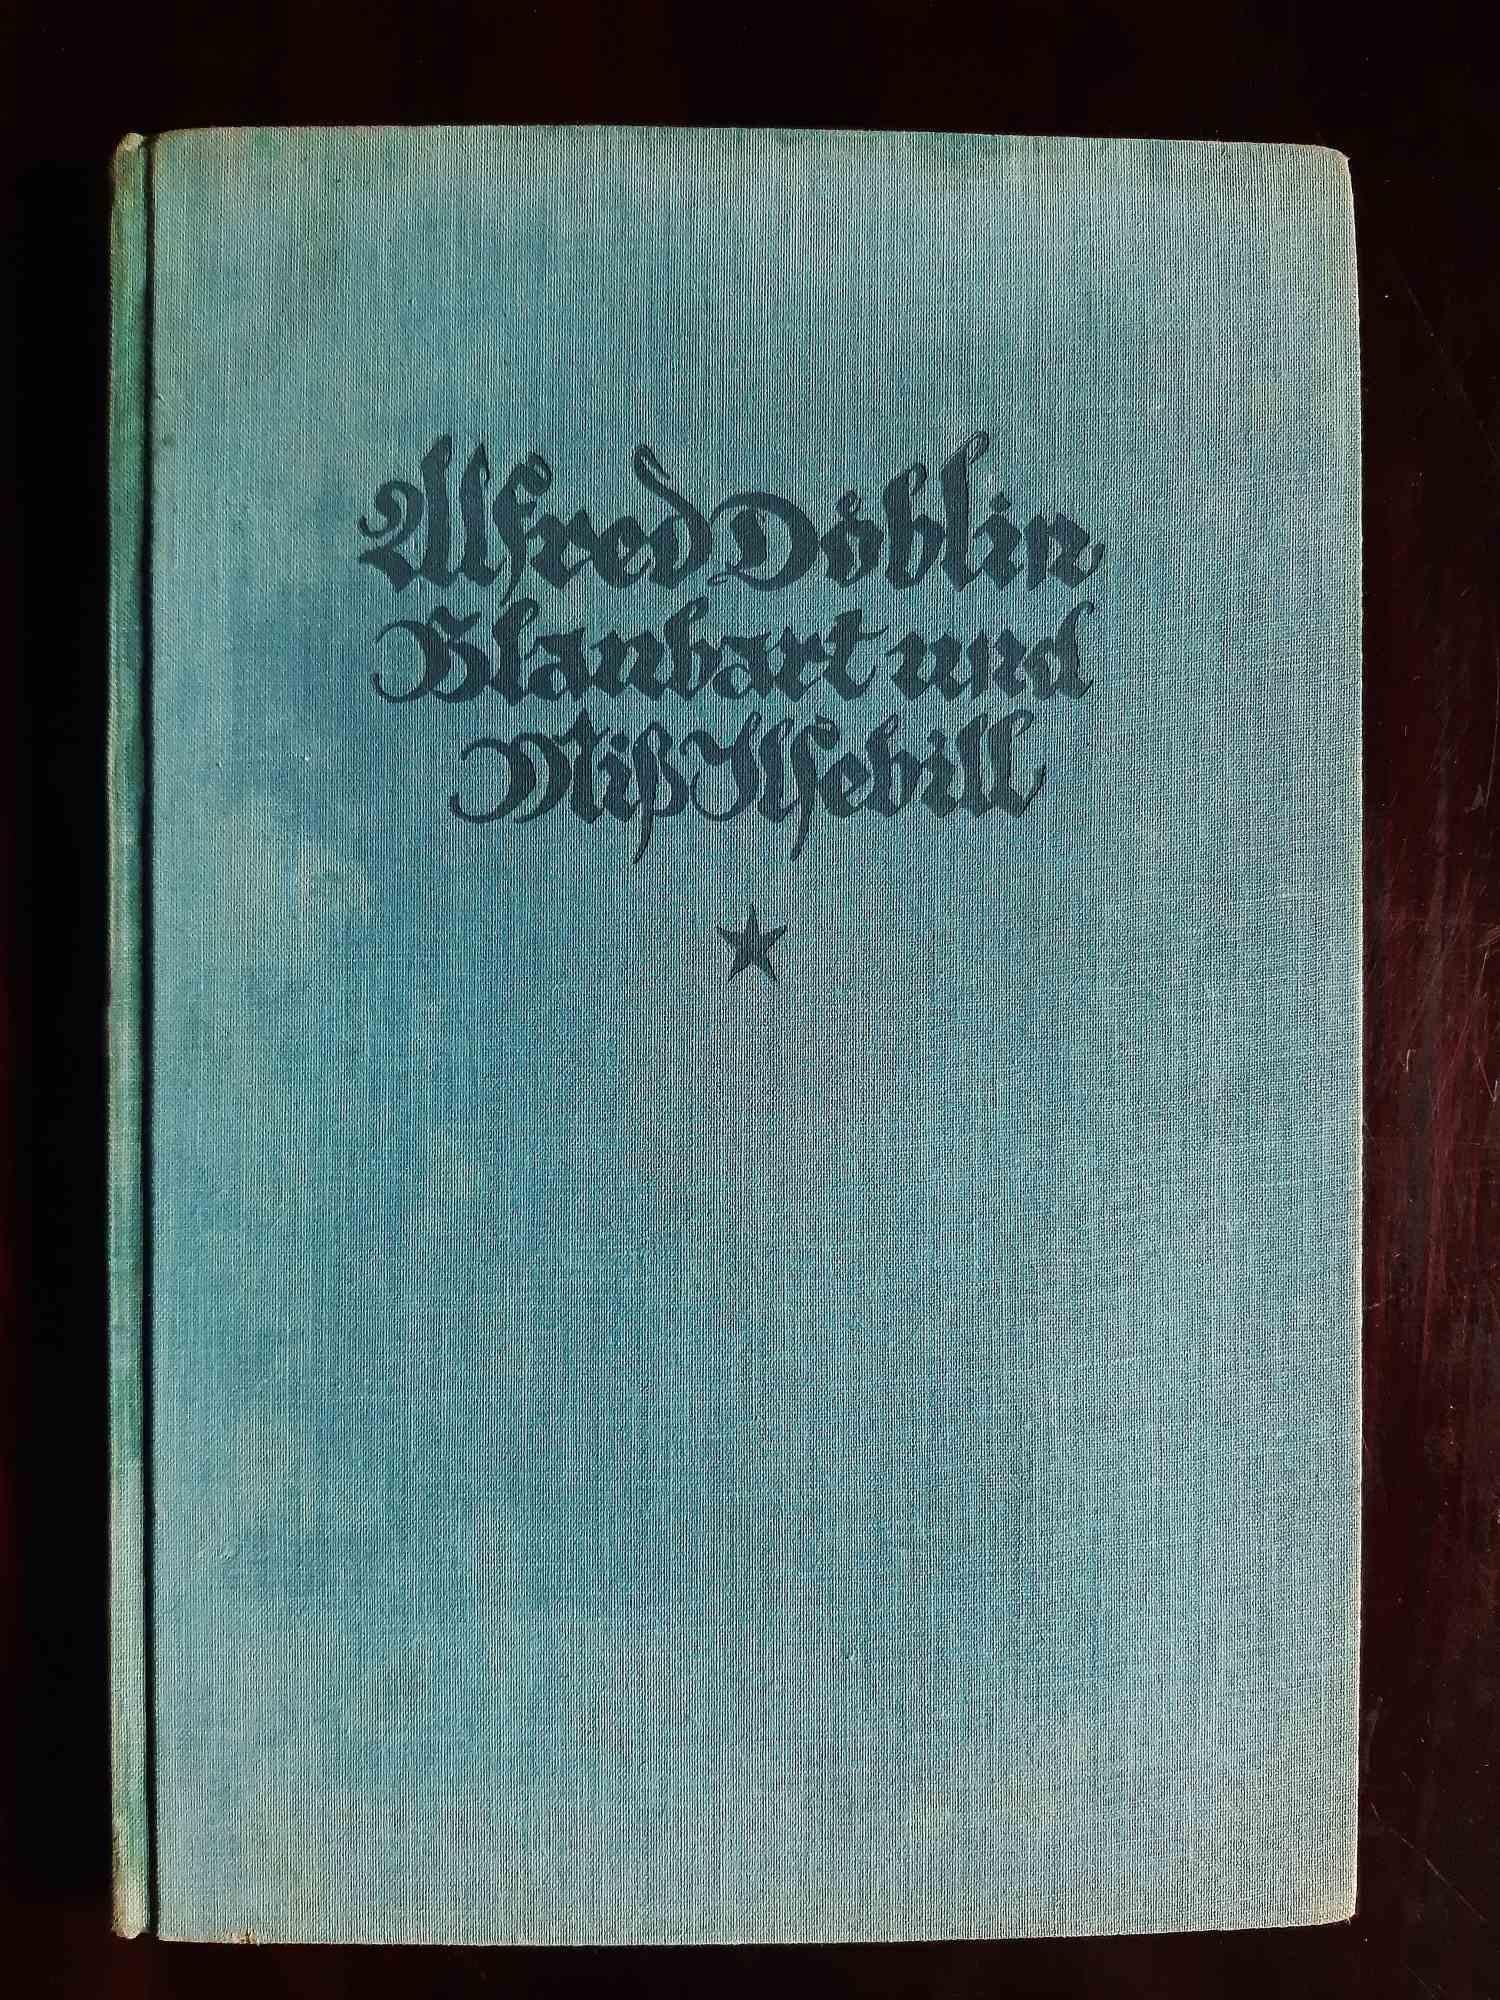 Alfred Döblin
Blaubart und
Miß Ilsebill